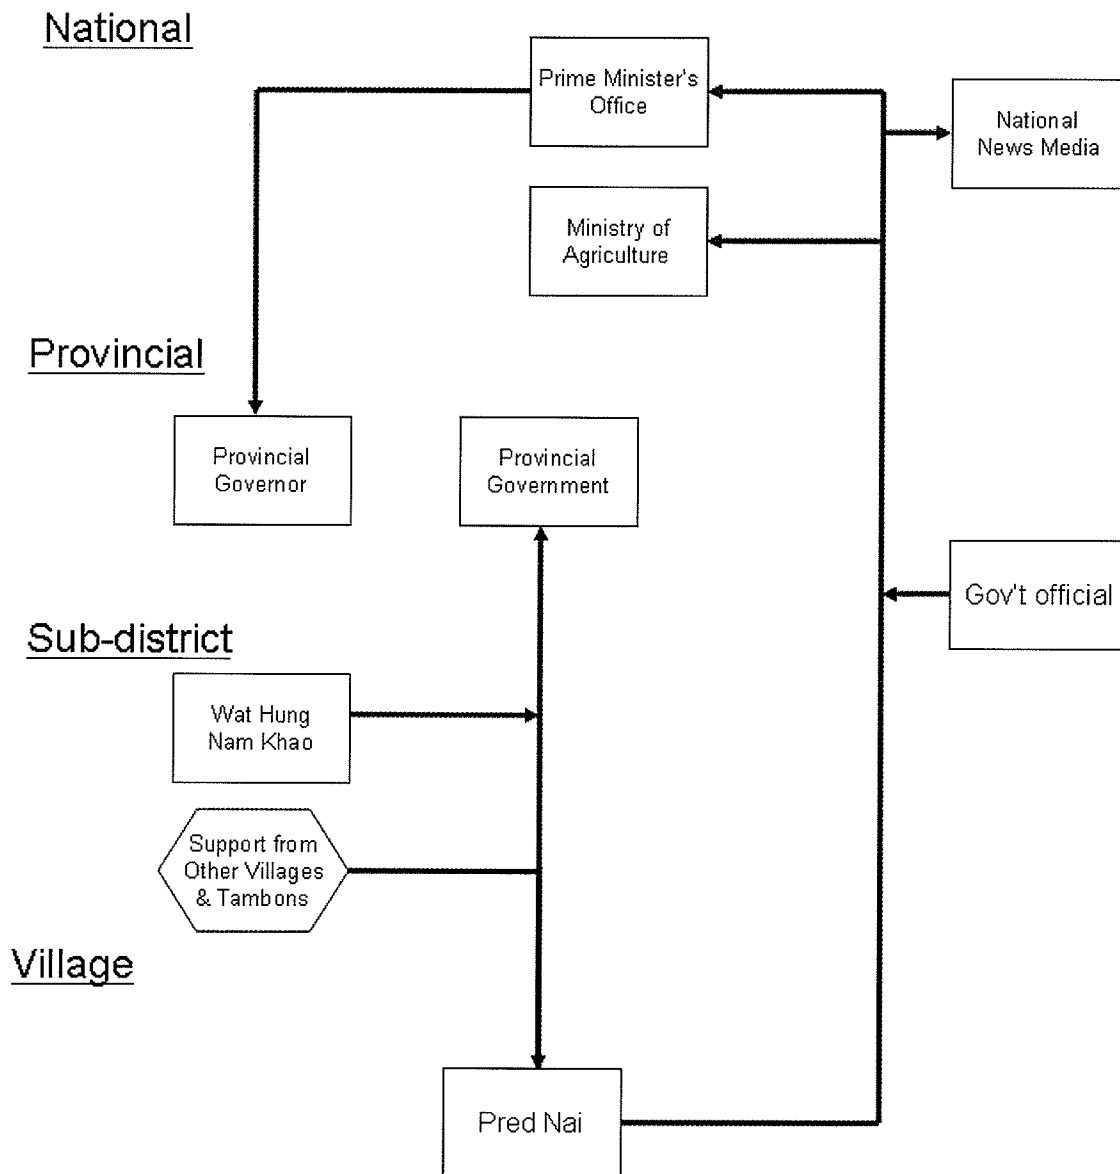 National
Prime Minister's
Office
National
News Media
Ministry of
Agriculture
Provincial
Provincial
Governor
Provincial
Government
Gov't official
Sub-district
Wat Hung
Nam Khao
Support from
Other Villages
& Tambons
Village
Pred Nai